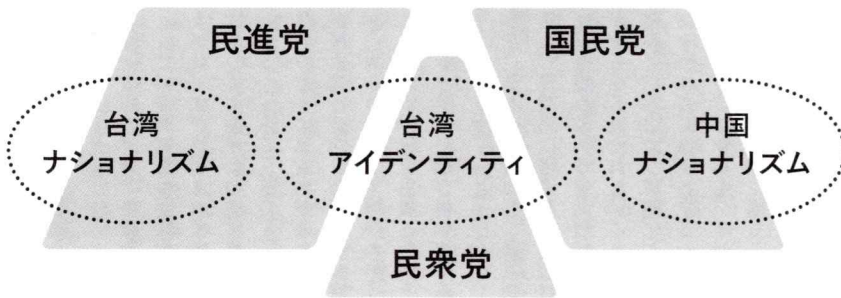 民進党
国民党
台湾
ナショナリズム
台湾
アイデンティティ
中国
ナショナリズム
民衆党